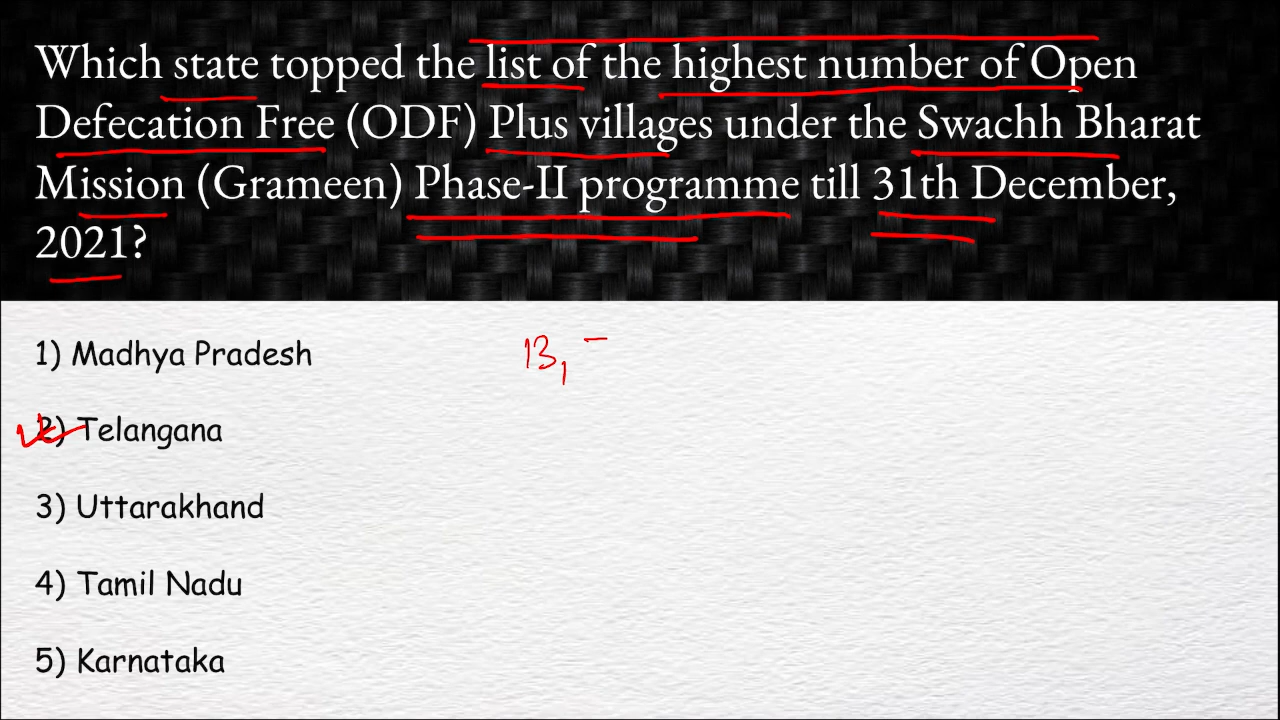 Which state topped the list of the highest number of Open
Defecation Free (ODF) Plus villages under the Swachh Bharat
Mission (Grameen) Phase-II programme till 31th December,
2021?
1) Madhya Pradesh
13,
2) Telangana
3) Uttarakhand
4) Tamil Nadu
5) Karnataka